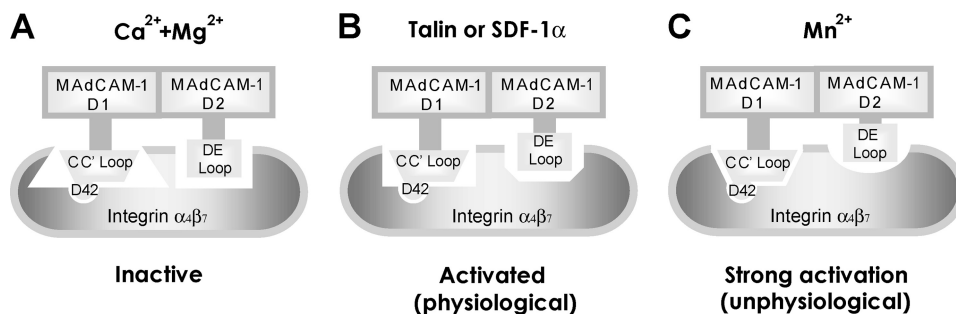 A
Ca²⁺+Mg²⁺
MAdCAM-1 MAdCAM-1
D1 D2
CC' Loop
DE
Loop
D42
Integrin α₄β₇
Inactive
B
Talin or SDF-1α
MAdCAM-1 MAdCAM-1
D1 D2
CC' Loop
DE
Loop
D42
Integrin α₄β₇
Activated
(physiological)
C
Mn²⁺
MAdCAM-1 MAdCAM-1
D1 D2
CC' Loop
DE
Loop
D42
Integrin α₄β₇
Strong activation
(unphysiological)